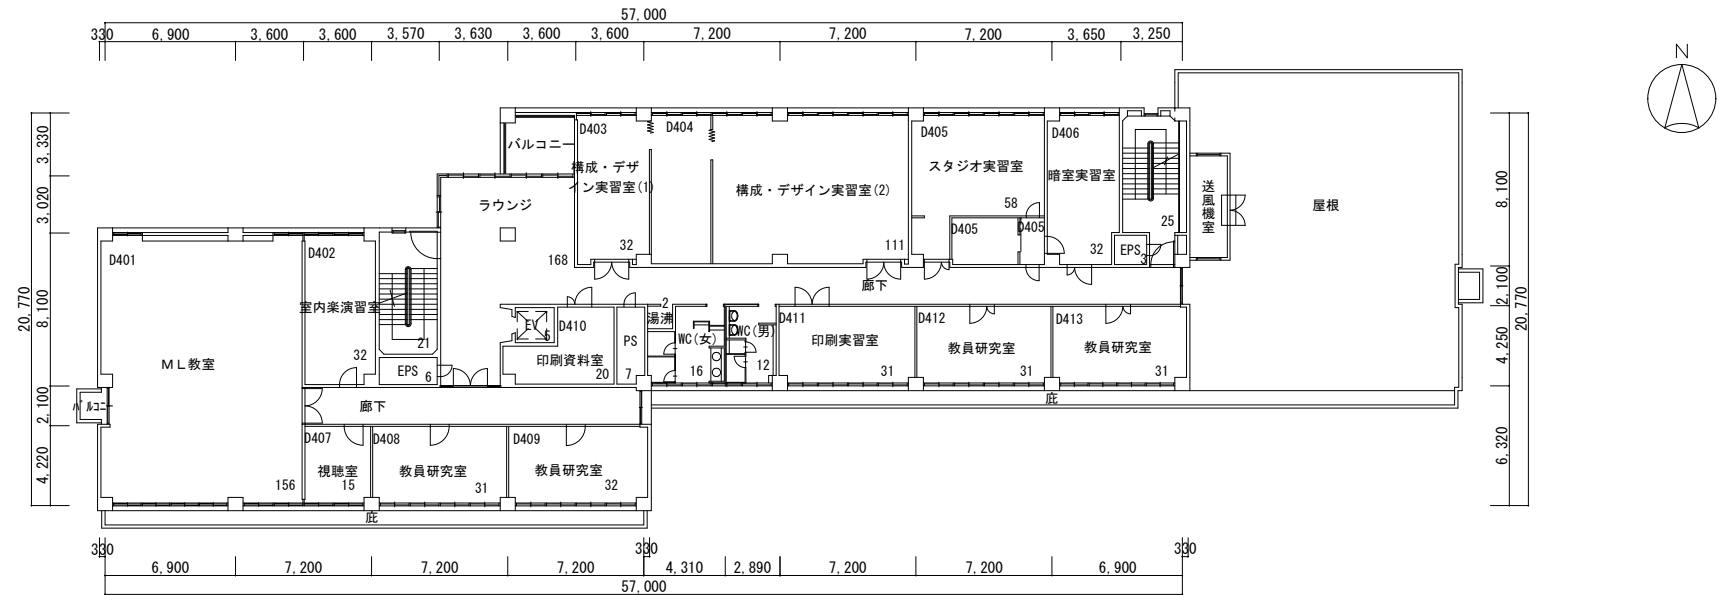 57,000
330 6,900 3,600 3,600 3,570 3,630 3,600 3,600 7,200 7,200 7,200 3,650 3,250
N
20,770
3,330
3,020
8,100
2,100
4,220
20,770
8,100
2,100
4,250
6,320
バルコニー
D403
構成・デザ
イン実習室(1)
32
D404
構成・デザイン実習室(2)
111
D405
スタジオ実習室
58
D405
D405
D406
暗室実習室
32
25
EPS
3
送風機室
屋根
ラウンジ
168
D401
ML教室
156
D402
室内楽演習室
32
21
EPS
6
EV
5
D410
印刷資料室
20
PS
7
2
湯沸
WC(女)
16
WC(男)
12
廊下
D411
印刷実習室
31
D412
教員研究室
31
D413
教員研究室
31
庇
バルコニ
廊下
D407
視聴室
15
D408
教員研究室
31
D409
教員研究室
32
庇
330 330 330
6,900 7,200 7,200 7,200 4,310 2,890 7,200 7,200 6,900
57,000